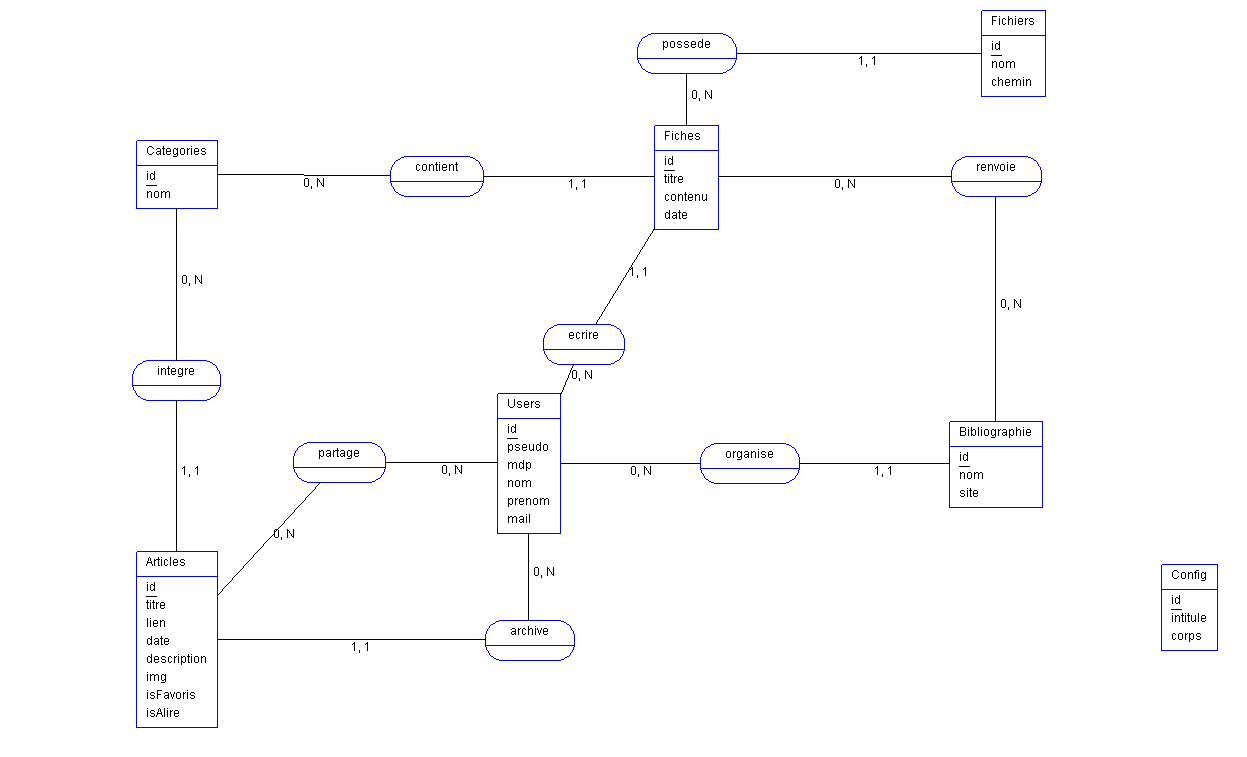 Fichiers
id
nom
chemin
possede
1, 1
0, N
Fiches
id
titre
contenu
date
Categories
id
nom
0, N
contient
1, 1
0, N
renvoie
0, N
1, 1
0, N
ecrire
0, N
integre
1, 1
Users
id
pseudo
mdp
nom
prenom
mail
partage
0, N
0, N
0, N
organise
1, 1
Bibliographie
id
nom
site
Articles
id
titre
lien
date
description
img
isFavoris
isAlire
0, N
archive
1, 1
Config
id
intitule
corps